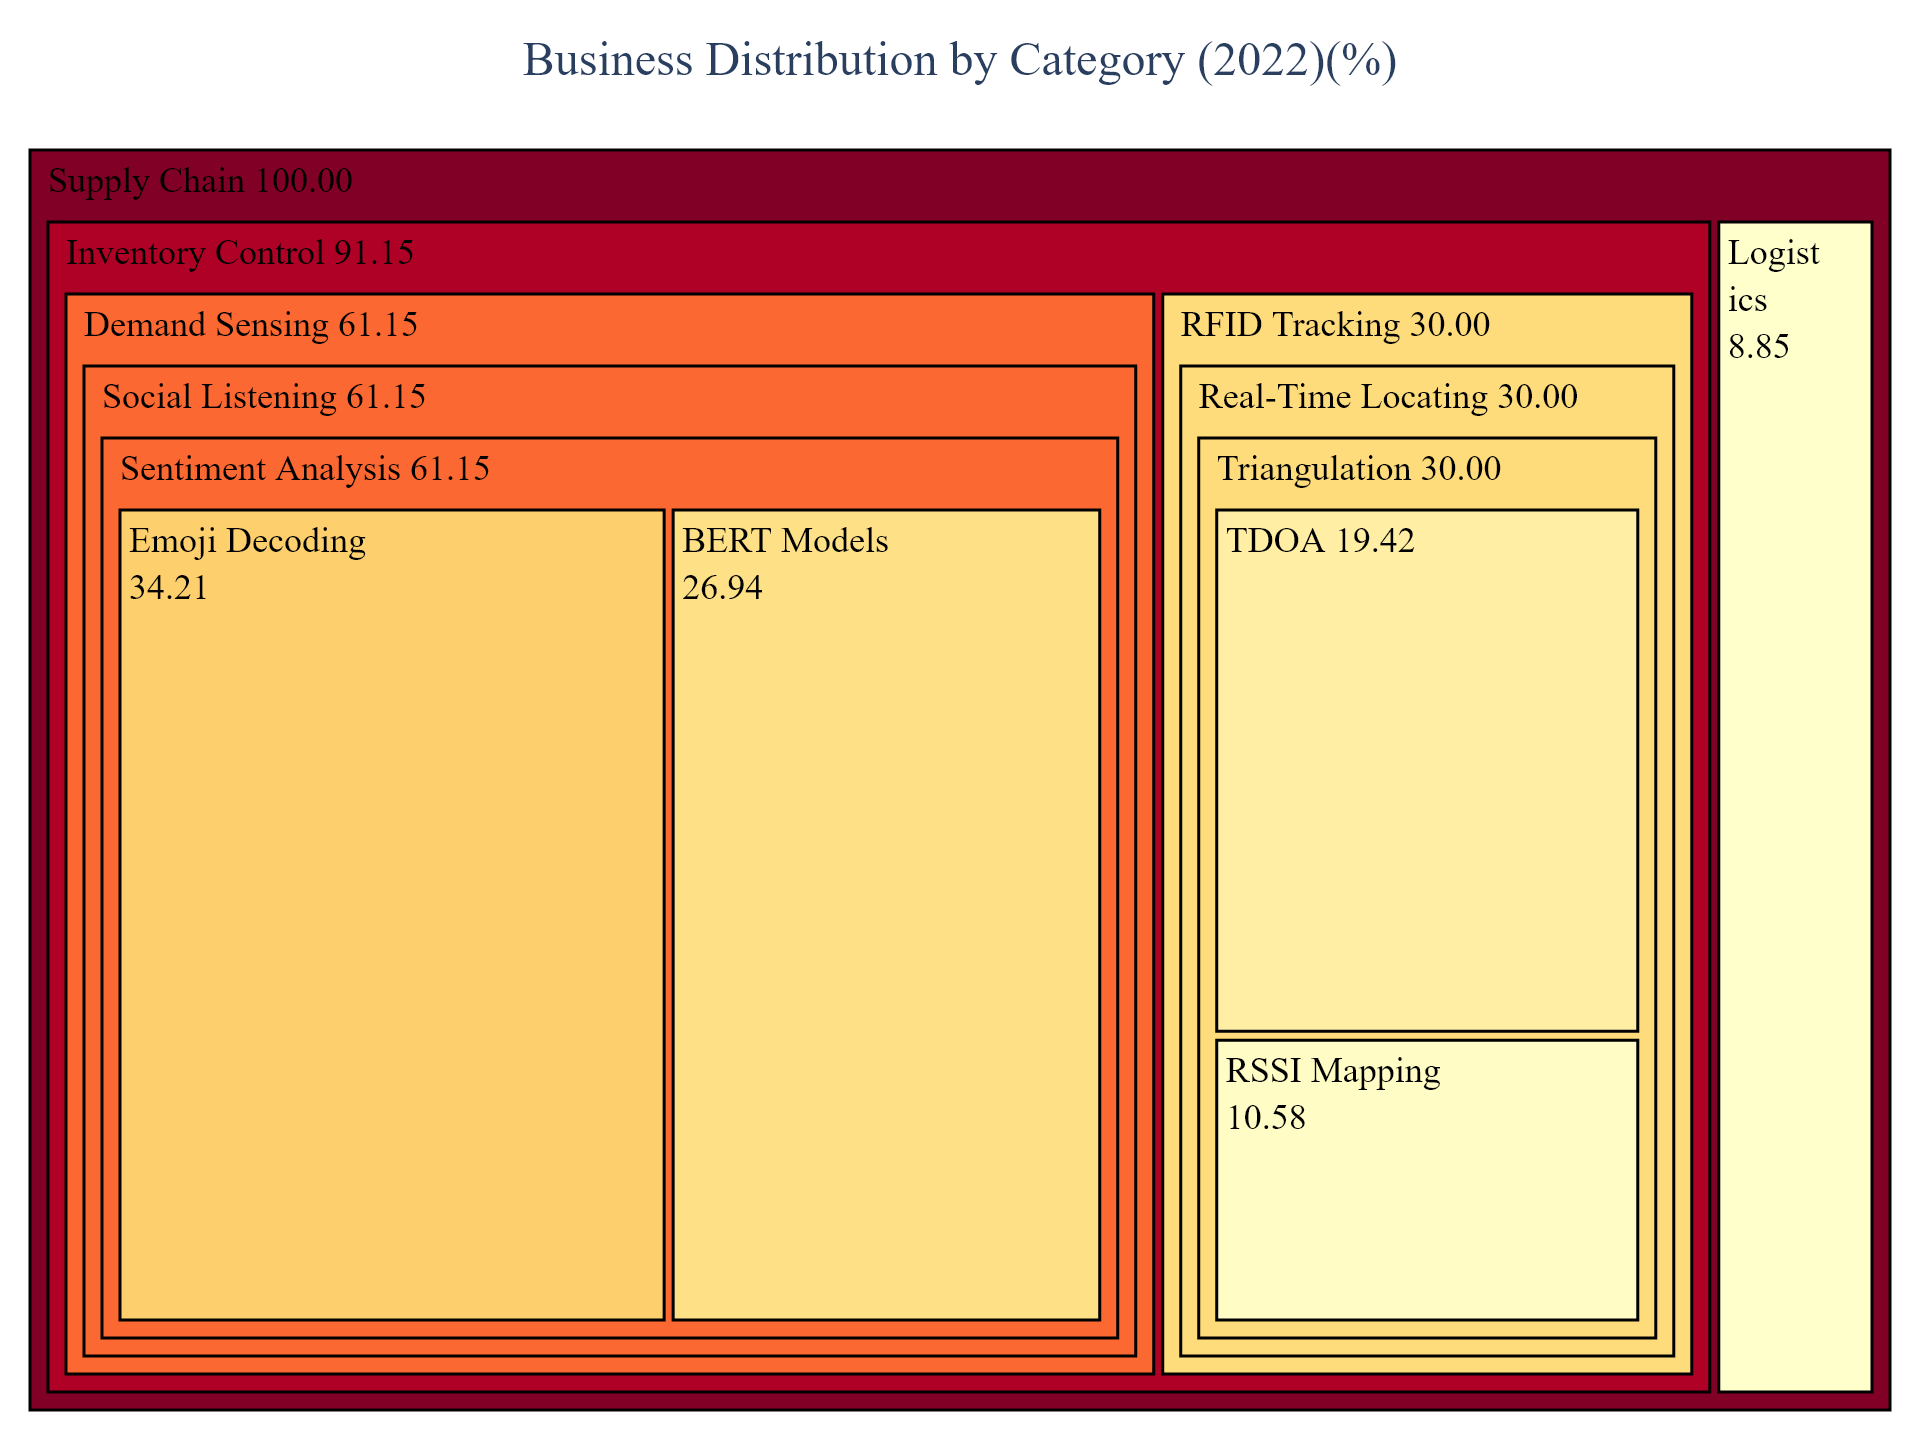 Business Distribution by Category (2022)(%)
Supply Chain 100.00
Inventory Control 91.15
Demand Sensing 61.15
Social Listening 61.15
Sentiment Analysis 61.15
Emoji Decoding
34.21
BERT Models
26.94
RFID Tracking 30.00
Real-Time Locating 30.00
Triangulation 30.00
TDOA 19.42
RSSI Mapping
10.58
Logist
ics
8.85